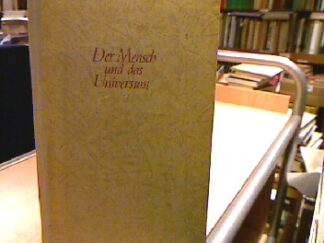 Der Mensch
und das
Universum